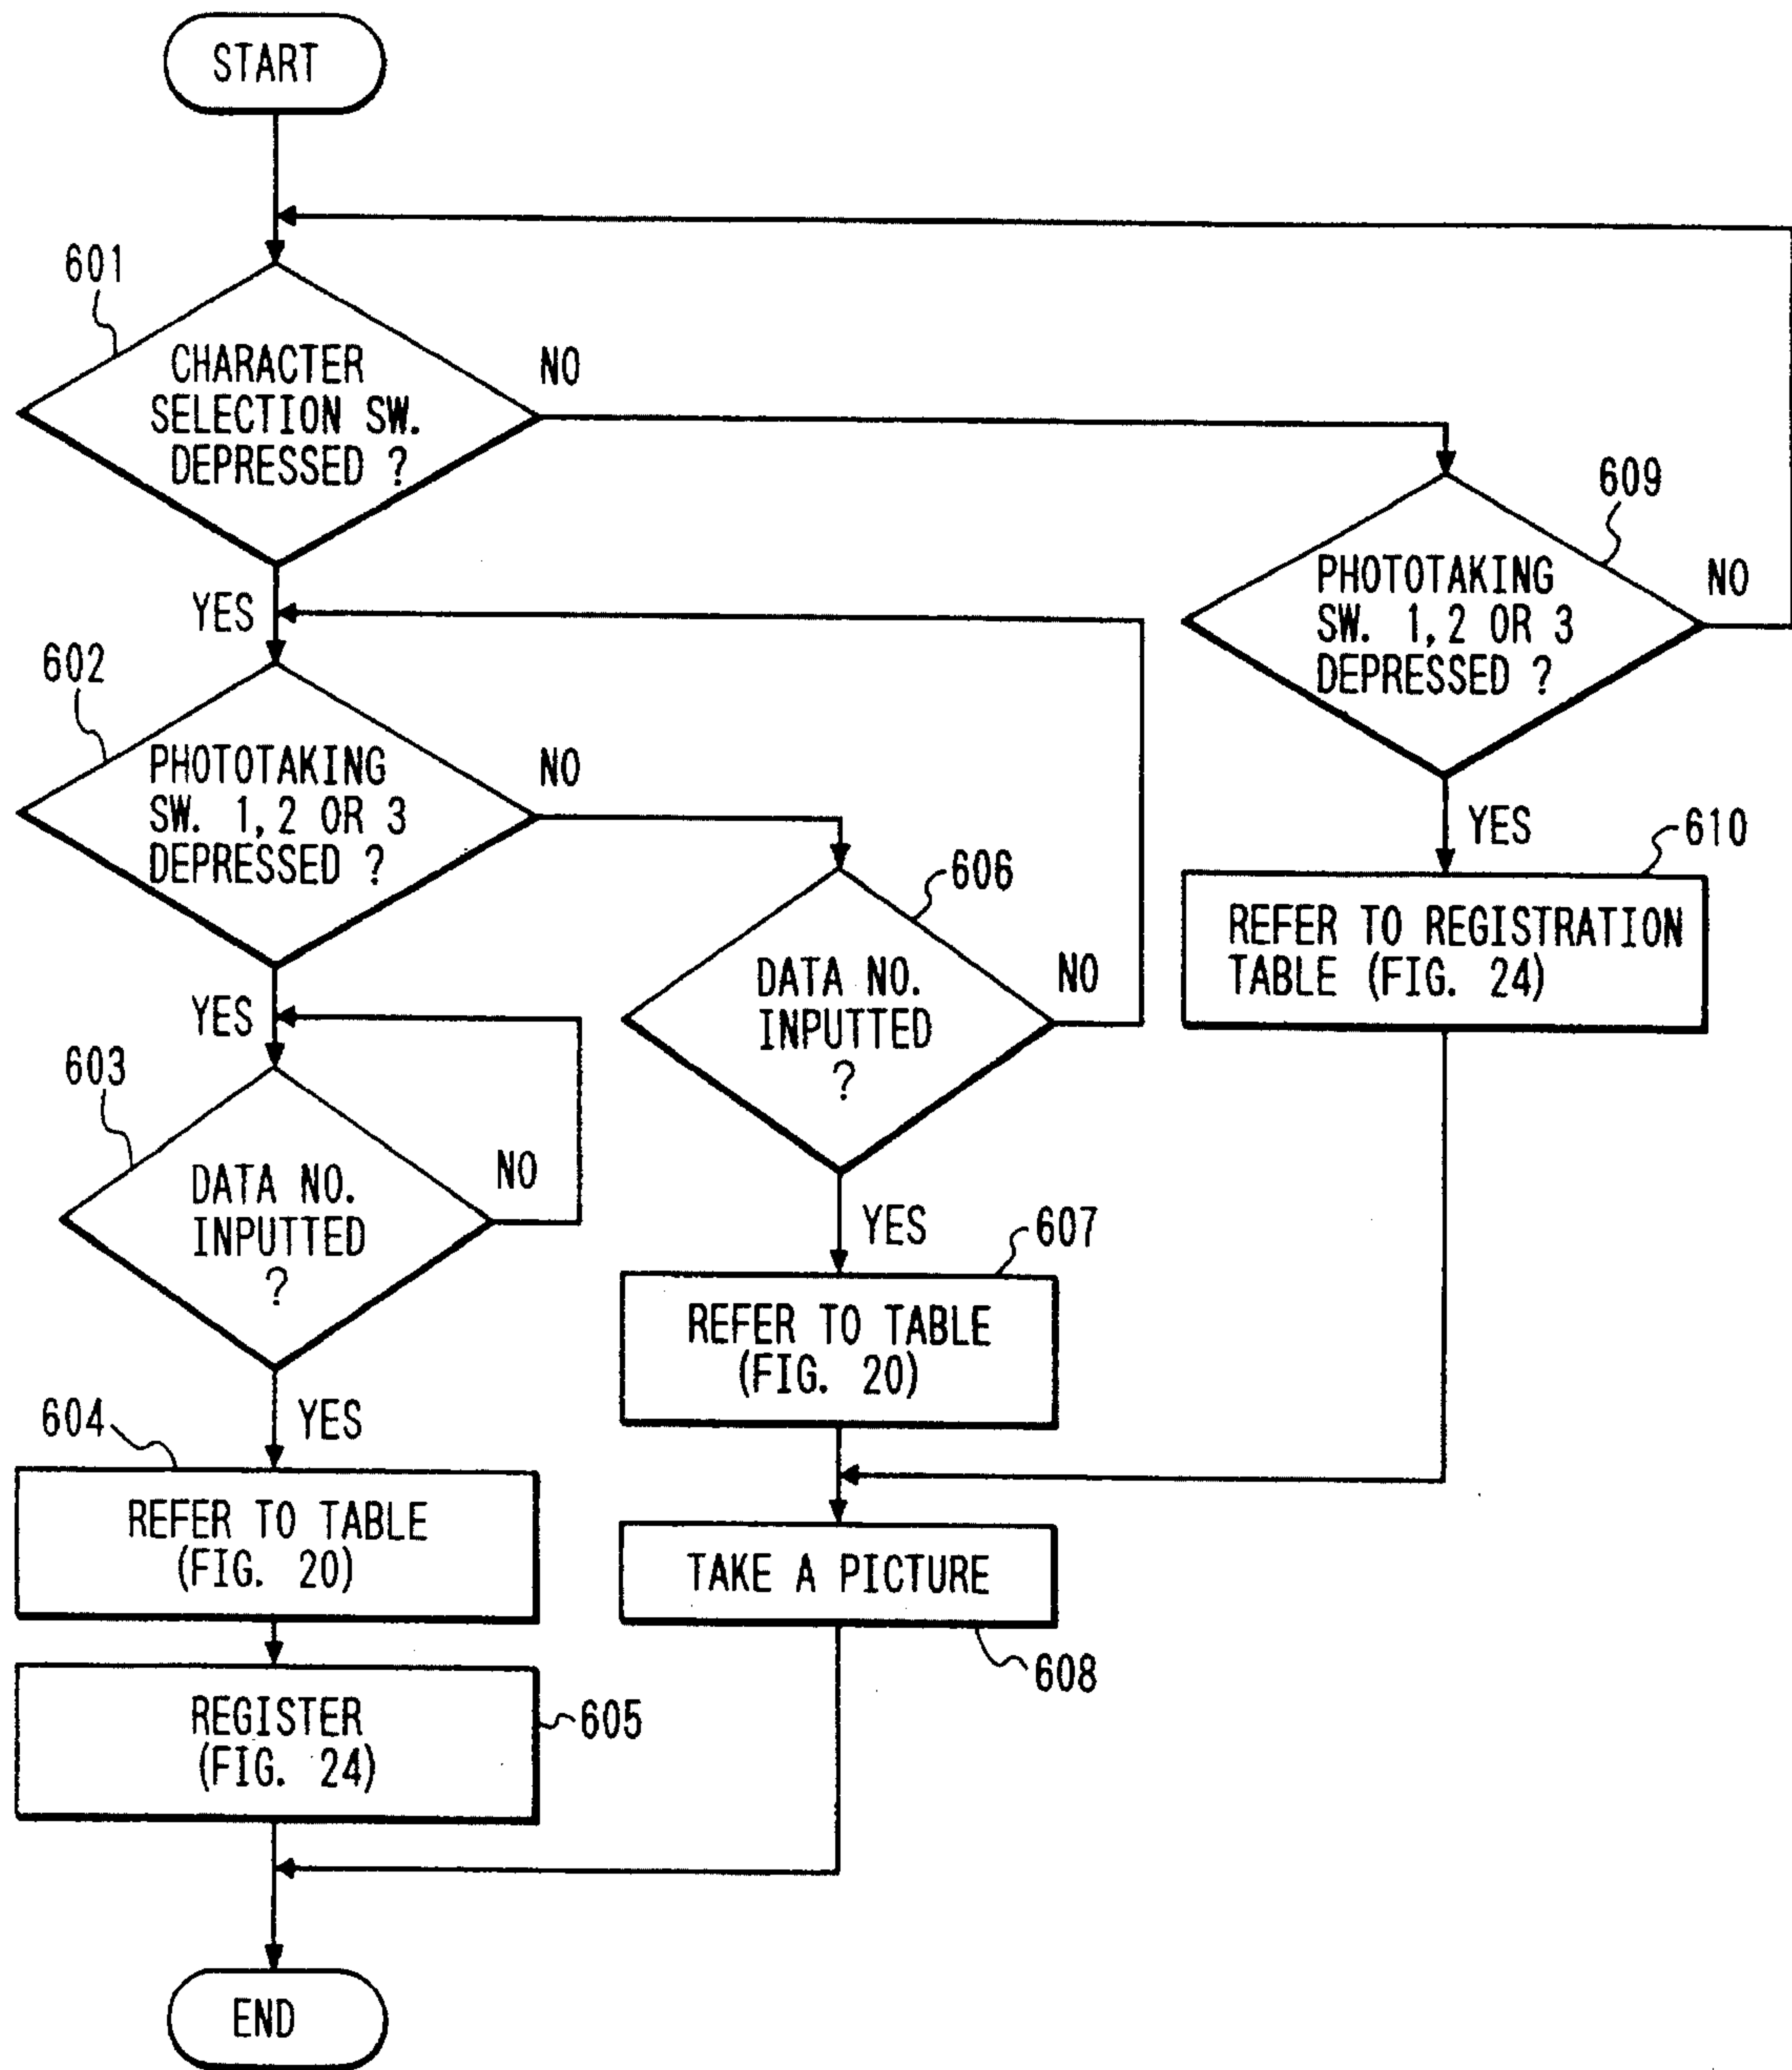 START
601
CHARACTER
SELECTION SW.
DEPRESSED ?
NO
609
PHOTOTAKING
SW. 1, 2 OR 3
DEPRESSED ?
NO
YES
602
PHOTOTAKING
SW. 1, 2 OR 3
DEPRESSED ?
NO
YES
610
REFER TO REGISTRATION
TABLE (FIG. 24)
606
DATA NO.
INPUTTED
?
NO
YES
603
DATA NO.
INPUTTED
?
NO
YES
607
REFER TO TABLE
(FIG. 20)
YES
604
REFER TO TABLE
(FIG. 20)
TAKE A PICTURE
608
REGISTER
(FIG. 24)
605
END